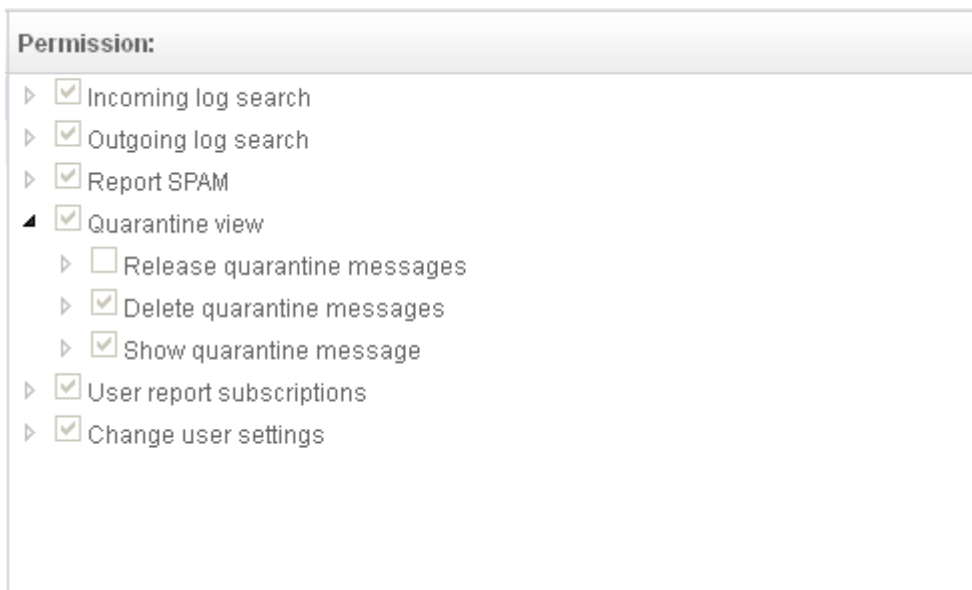 Permission:
Incoming log search
Outgoing log search
Report SPAM
Quarantine view
Release quarantine messages
Delete quarantine messages
Show quarantine message
User report subscriptions
Change user settings